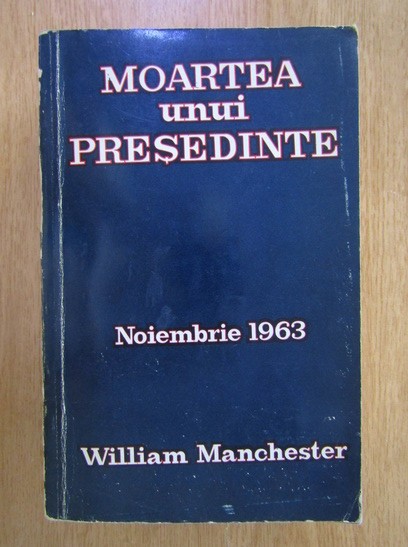 MOARTEA
unui
PREȘEDINTE
Noiembrie 1963
William Manchester